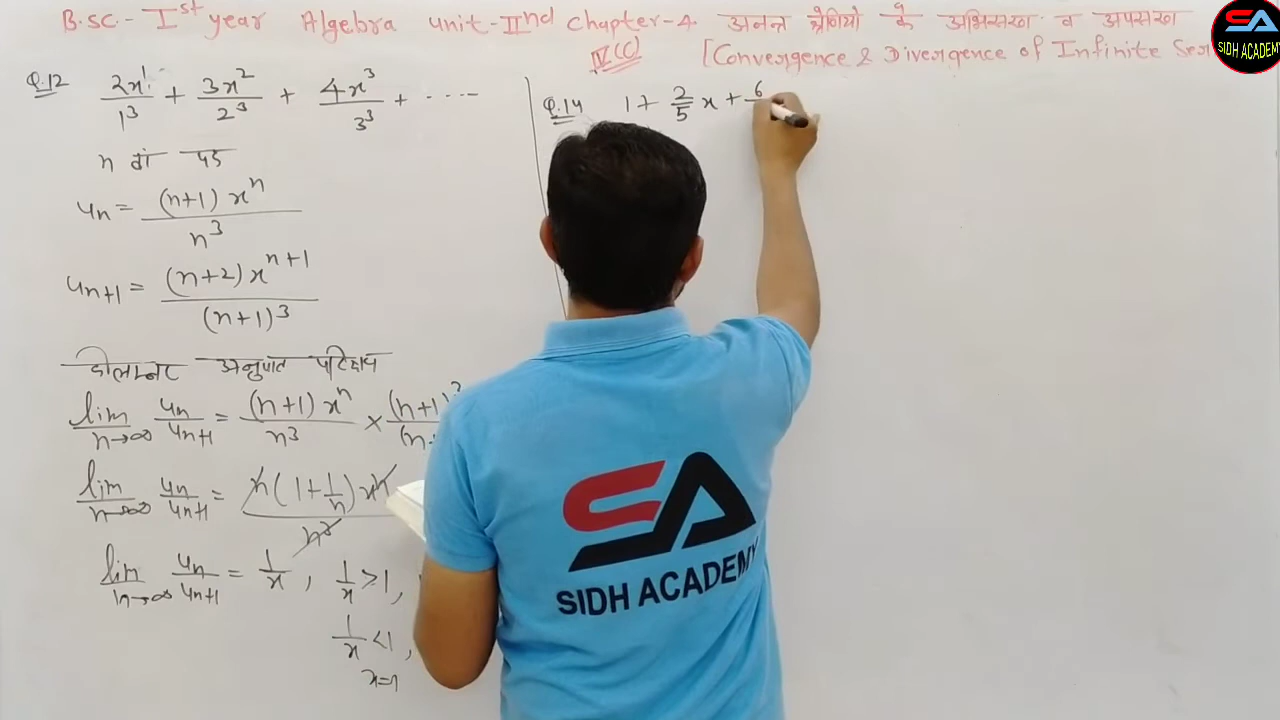 B.SC.- Ist year Algebra unit-IInd Chapter-4 अनन्त श्रेणियों के अभिसरण व अपसरण
IV(C) [Convergence & Divergence of Infinite Ser
SA
SIDH ACADEMY
Q.12 2x¹/1³ + 3x²/2³ + 4x³/3³ + ....
n वां पद
un = (n+1) xⁿ / n³
un+1 = (n+2) xⁿ⁺¹ / (n+1)³
डीलाम्बर अनुपात परीक्षण
lim n→∞ un/un+1 = (n+1) xⁿ / n³ × (n+1)³ / (n
lim n→∞ un/un+1 = n(1+1/n) xⁿ / n³
lim n→∞ un/un+1 = 1/x , 1/x > 1,
1/x < 1,
x=1
Q.14 1 + 2/5 x + 6
SA
SIDH ACADEMY